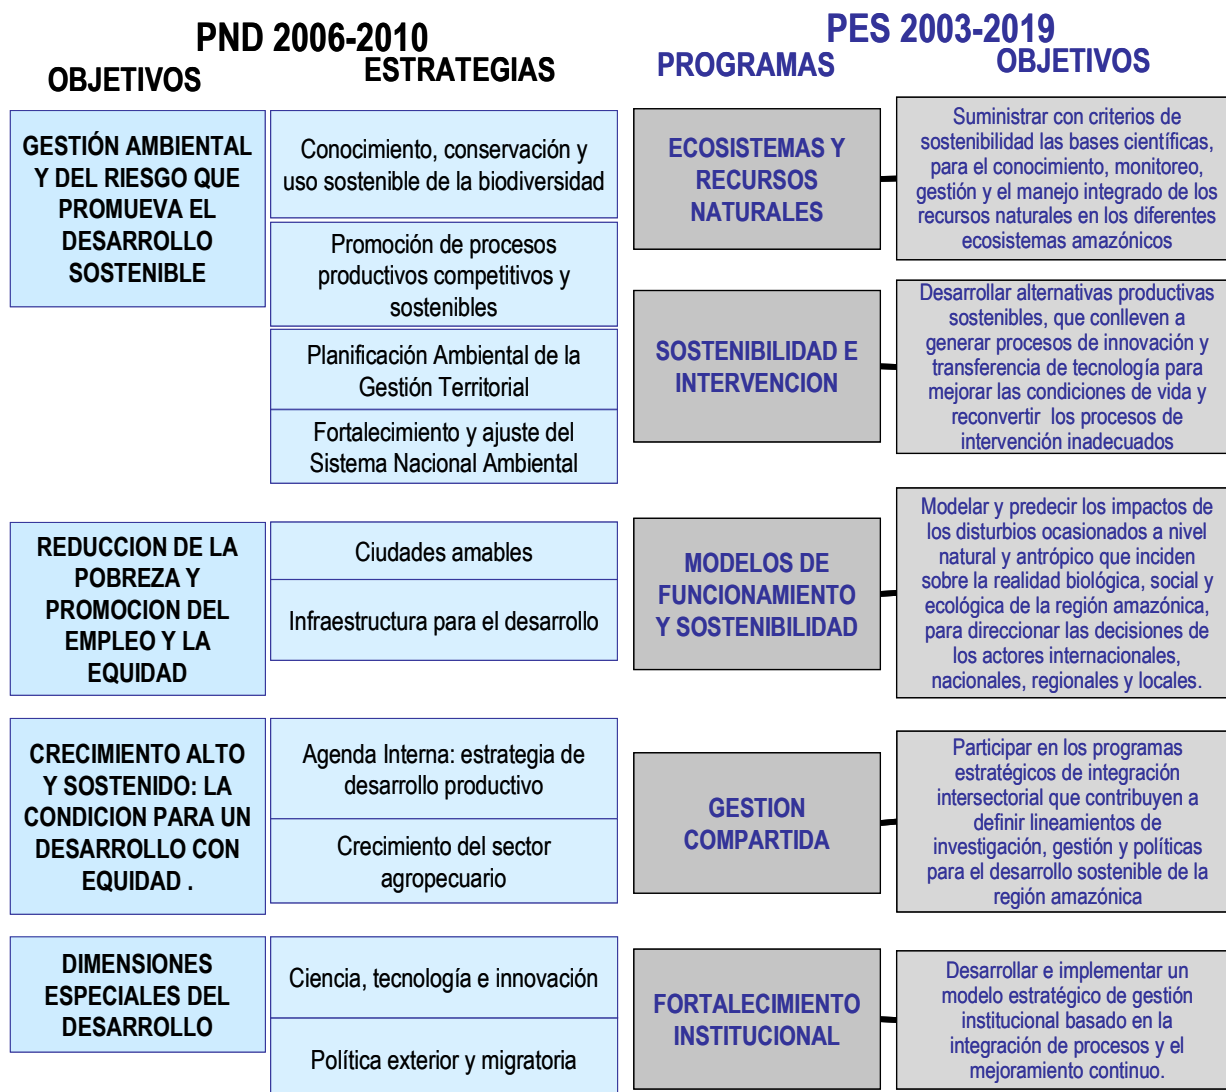 PND 2006-2010
OBJETIVOS
ESTRATEGIAS
GESTIÓN AMBIENTAL
Y DEL RIESGO QUE
PROMUEVA EL
DESARROLLO
SOSTENIBLE
Conocimiento, conservación y
uso sostenible de la biodiversidad
Promoción de procesos
productivos competitivos y
sostenibles
Planificación Ambiental de la
Gestión Territorial
Fortalecimiento y ajuste del
Sistema Nacional Ambiental
REDUCCION DE LA
POBREZA Y
PROMOCION DEL
EMPLEO Y LA
EQUIDAD
Ciudades amables
Infraestructura para el desarrollo
CRECIMIENTO ALTO
Y SOSTENIDO: LA
CONDICION PARA UN
DESARROLLO CON
EQUIDAD .
Agenda Interna: estrategia de
desarrollo productivo
Crecimiento del sector
agropecuario
DIMENSIONES
ESPECIALES DEL
DESARROLLO
Ciencia, tecnología e innovación
Política exterior y migratoria
PES 2003-2019
PROGRAMAS
OBJETIVOS
ECOSISTEMAS Y
RECURSOS
NATURALES
Suministrar con criterios de
sostenibilidad las bases científicas,
para el conocimiento, monitoreo,
gestión y el manejo integrado de los
recursos naturales en los diferentes
ecosistemas amazónicos
SOSTENIBILIDAD E
INTERVENCION
Desarrollar alternativas productivas
sostenibles, que conlleven a
generar procesos de innovación y
transferencia de tecnología para
mejorar las condiciones de vida y
reconvertir los procesos de
intervención inadecuados
MODELOS DE
FUNCIONAMIENTO
Y SOSTENIBILIDAD
Modelar y predecir los impactos de
los disturbios ocasionados a nivel
natural y antrópico que inciden
sobre la realidad biológica, social y
ecológica de la región amazónica,
para direccionar las decisiones de
los actores internacionales,
nacionales, regionales y locales.
GESTION
COMPARTIDA
Participar en los programas
estratégicos de integración
intersectorial que contribuyen a
definir lineamientos de
investigación, gestión y políticas
para el desarrollo sostenible de la
región amazónica
FORTALECIMIENTO
INSTITUCIONAL
Desarrollar e implementar un
modelo estratégico de gestión
institucional basado en la
integración de procesos y el
mejoramiento continuo.